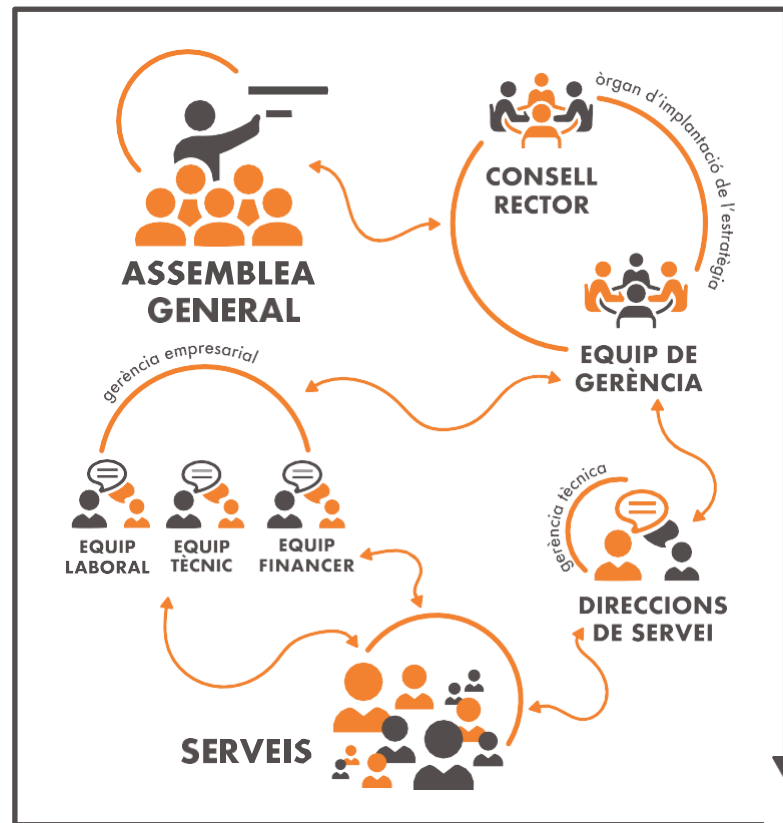 ASSEMBLEA
GENERAL
òrgan d'implantació de l'estratègia
CONSELL
RECTOR
EQUIP DE
GERÈNCIA
gerència empresarial
EQUIP
LABORAL
EQUIP
TÈCNIC
EQUIP
FINANCER
gerència tècnica
DIRECCIONS
DE SERVEI
SERVEIS